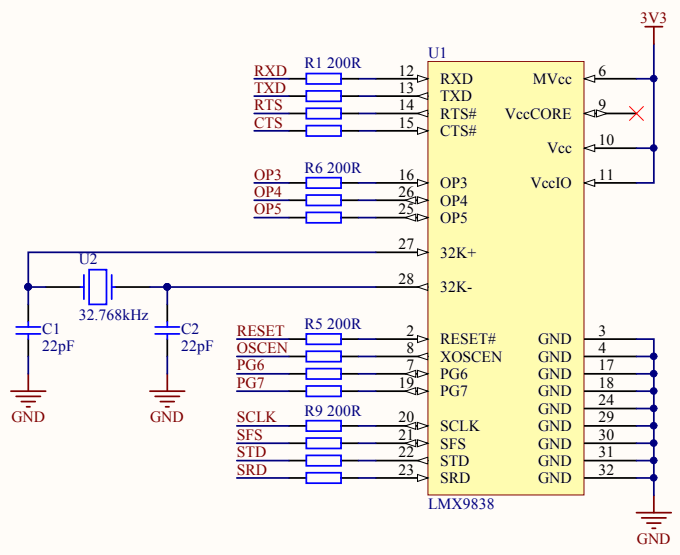 3V3
U1
R1 200R
RXD 12 RXD MVcc 6
TXD 13 TXD
RTS 14 RTS# VccCORE 9
CTS 15 CTS#
Vcc 10
R6 200R
OP3 16 OP3 VccIO 11
OP4 26 OP4
OP5 25 OP5
27 32K+
U2
28 32K-
32.768kHz
C1 22pF
C2 22pF
R5 200R
RESET 2 RESET# GND 3
OSCEN 8 XOSCEN GND 4
PG6 7 PG6 GND 17
PG7 19 PG7 GND 18
GND 24
GND GND
R9 200R
SCLK 20 SCLK GND 29
SFS 21 SFS GND 30
STD 22 STD GND 31
SRD 23 SRD GND 32
LMX9838
GND